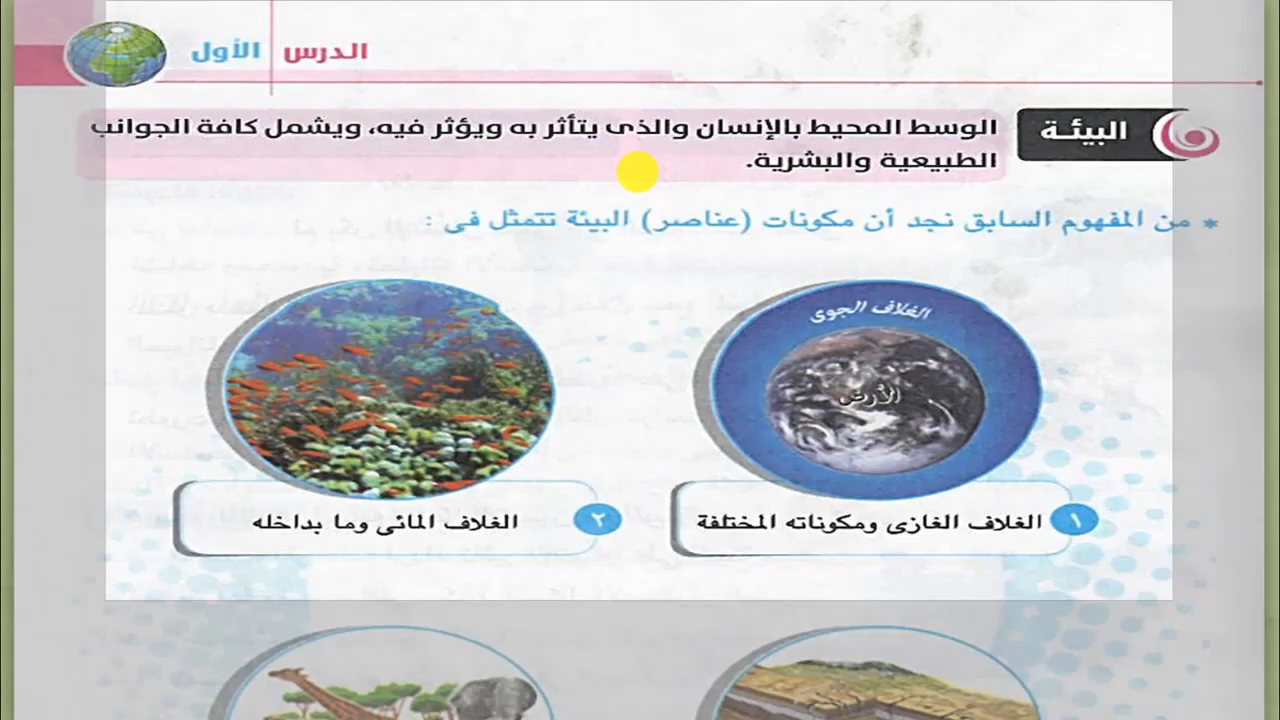 الدرس الأول
البيئة
الوسط المحيط بالإنسان والذى يتأثر به ويؤثر فيه، ويشمل كافة الجوانب
الطبيعية والبشرية.
* من المفهوم السابق نجد أن مكونات (عناصر) البيئة تتمثل فى :
الغلاف الجوى
الأرض
١ الغلاف الغازى ومكوناته المختلفة
٢ الغلاف المائى وما بداخله